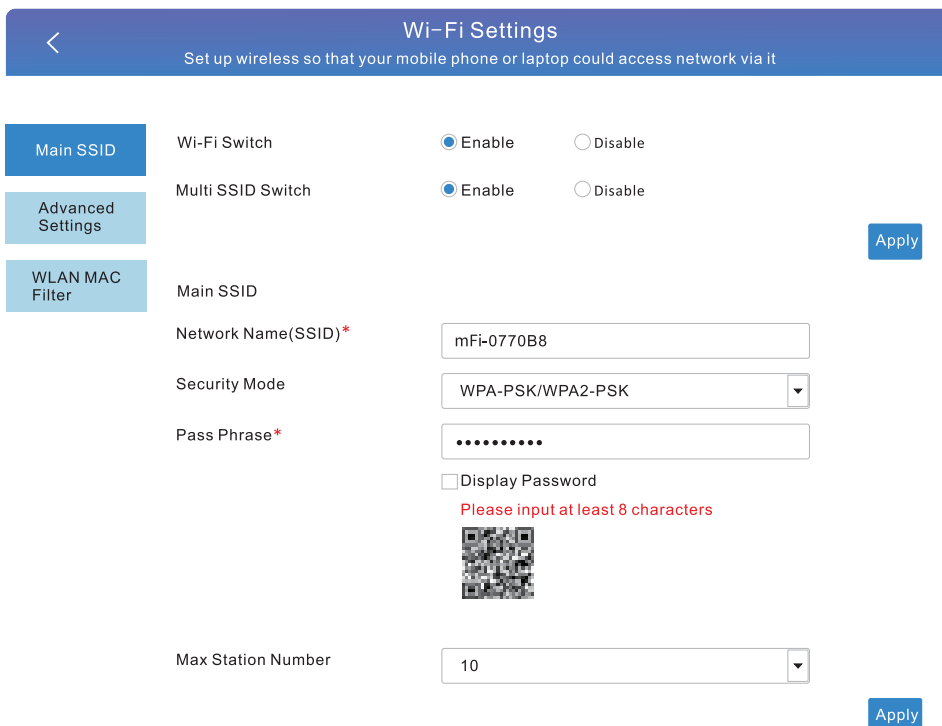 Wi-Fi Settings
Set up wireless so that your mobile phone or laptop could access network via it
Main SSID
Advanced
Settings
WLAN MAC
Filter
Wi-Fi Switch
Enable
Disable
Multi SSID Switch
Enable
Disable
Apply
Main SSID
Network Name(SSID)*
mFi-0770B8
Security Mode
WPA-PSK/WPA2-PSK
Pass Phrase*
••••••••••
Display Password
Please input at least 8 characters
Max Station Number
10
Apply